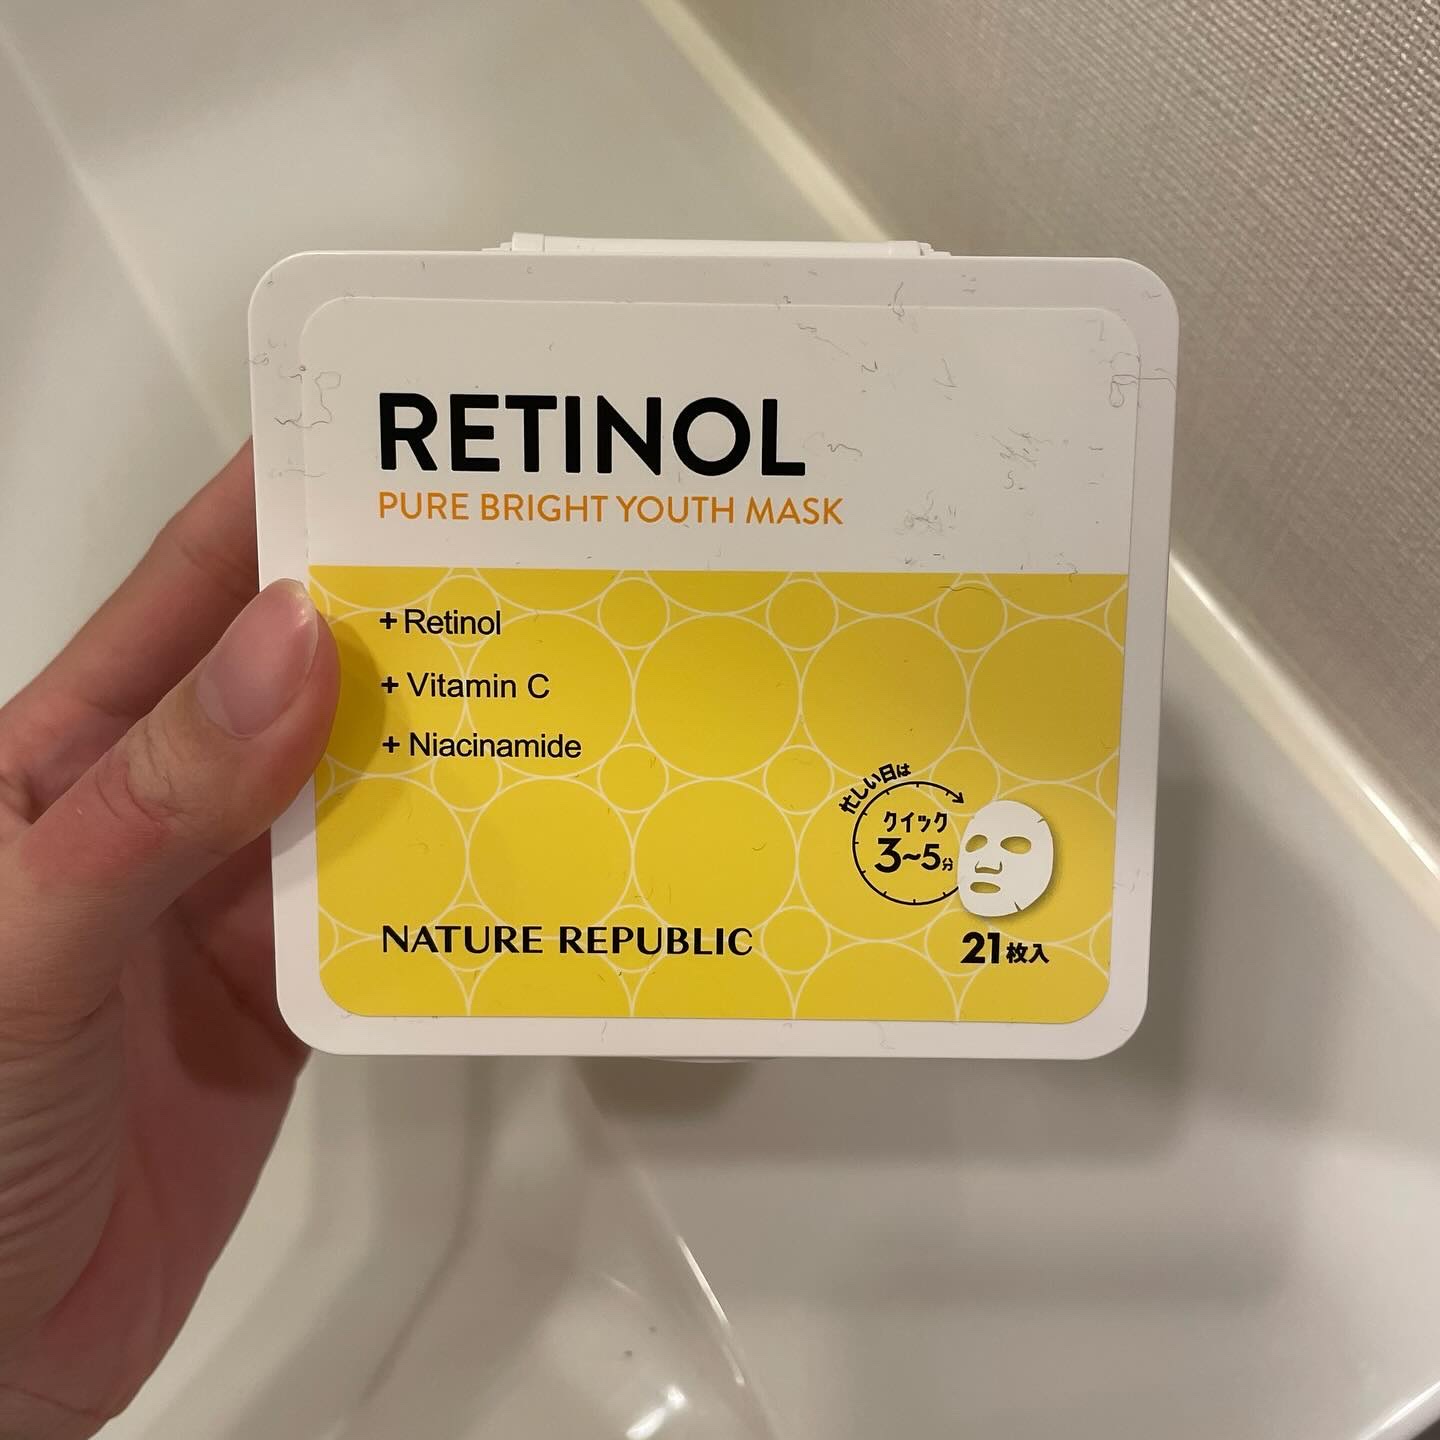 RETINOL
PURE BRIGHT YOUTH MASK
+ Retinol
+ Vitamin C
+ Niacinamide
忙しい日は
クイック
3~5分
NATURE REPUBLIC
21枚入